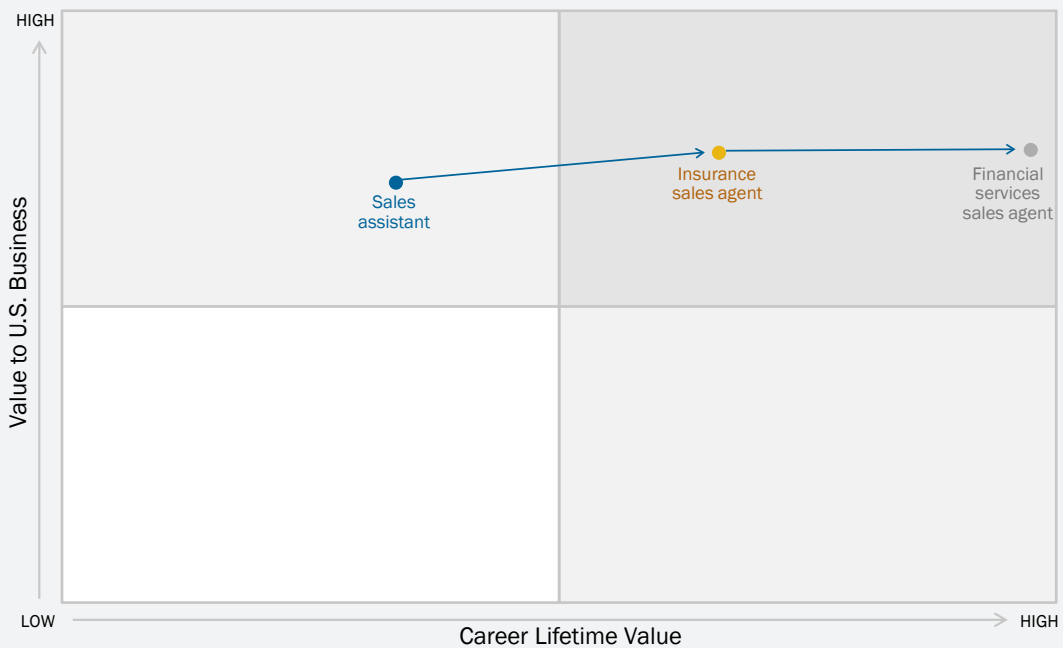 HIGH
Value to U.S. Business
Sales
assistant
Insurance
sales agent
Financial
services
sales agent
LOW
Career Lifetime Value
HIGH